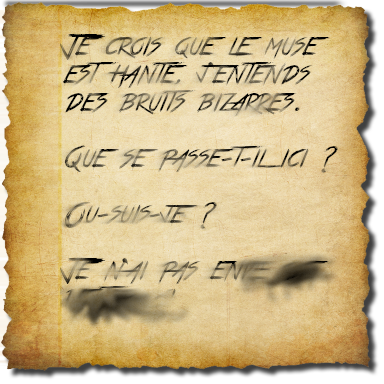 JE CROIS QUE LE MUSE
EST HANTE, J'ENTENDS
DES BRUITS BIZARRES.
QUE SE PASSE-T-IL ICI ?
OU-SUIS-JE ?
JE N'AI PAS